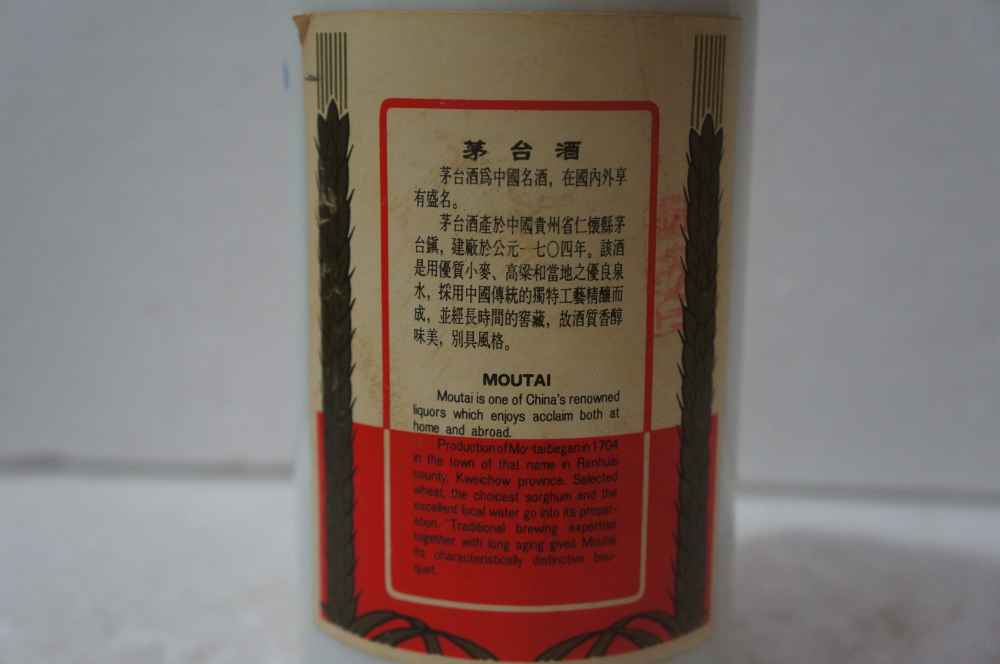 茅台酒
茅台酒爲中國名酒，在國內外享
有盛名。
茅台酒產於中國貴州省仁懷縣茅
台鎭，建廠於公元一七〇四年。該酒
是用優質小麥、高梁和當地之優良泉
水，採用中國傳統的獨特工藝精釀而
成，並經長時間的窖藏，故酒質香醇
味美，別具風格。
MOUTAI
Moutai is one of China's renowned
liquors which enjoys acclaim both at
home and abroad.
Production of Mo-tai began in 1704
in the town of that name in Renhuai
county, Kweichow province. Selected
wheat, the choicest sorghum and the
excellent local water go into its prepar-
ation. Traditional brewing expertise
together with long aging gives Moutai
its characteristically distinctive bou-
quet.